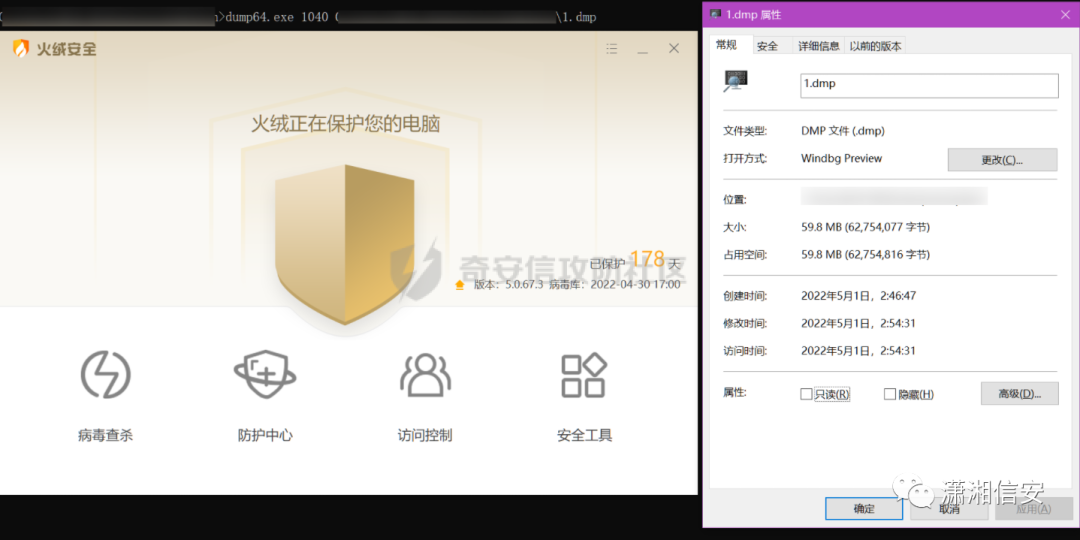 >dump64.exe 1040
\1.dmp
火绒安全
火绒正在保护您的电脑
已保护 178 天
版本：5.0.67.3 病毒库：2022-04-30 17:00
奇安信攻防社区
病毒查杀
防护中心
访问控制
安全工具
1.dmp 属性
常规
安全
详细信息
以前的版本
1.dmp
文件类型:
DMP 文件 (.dmp)
打开方式:
Windbg Preview
更改(C)...
位置:
大小:
59.8 MB (62,754,077 字节)
占用空间:
59.8 MB (62,754,816 字节)
创建时间:
2022年5月1日，2:46:47
修改时间:
2022年5月1日，2:54:31
访问时间:
2022年5月1日，2:54:31
属性:
只读(R)
隐藏(H)
高级(D)...
潇湘信安
确定
取消
应用(A)